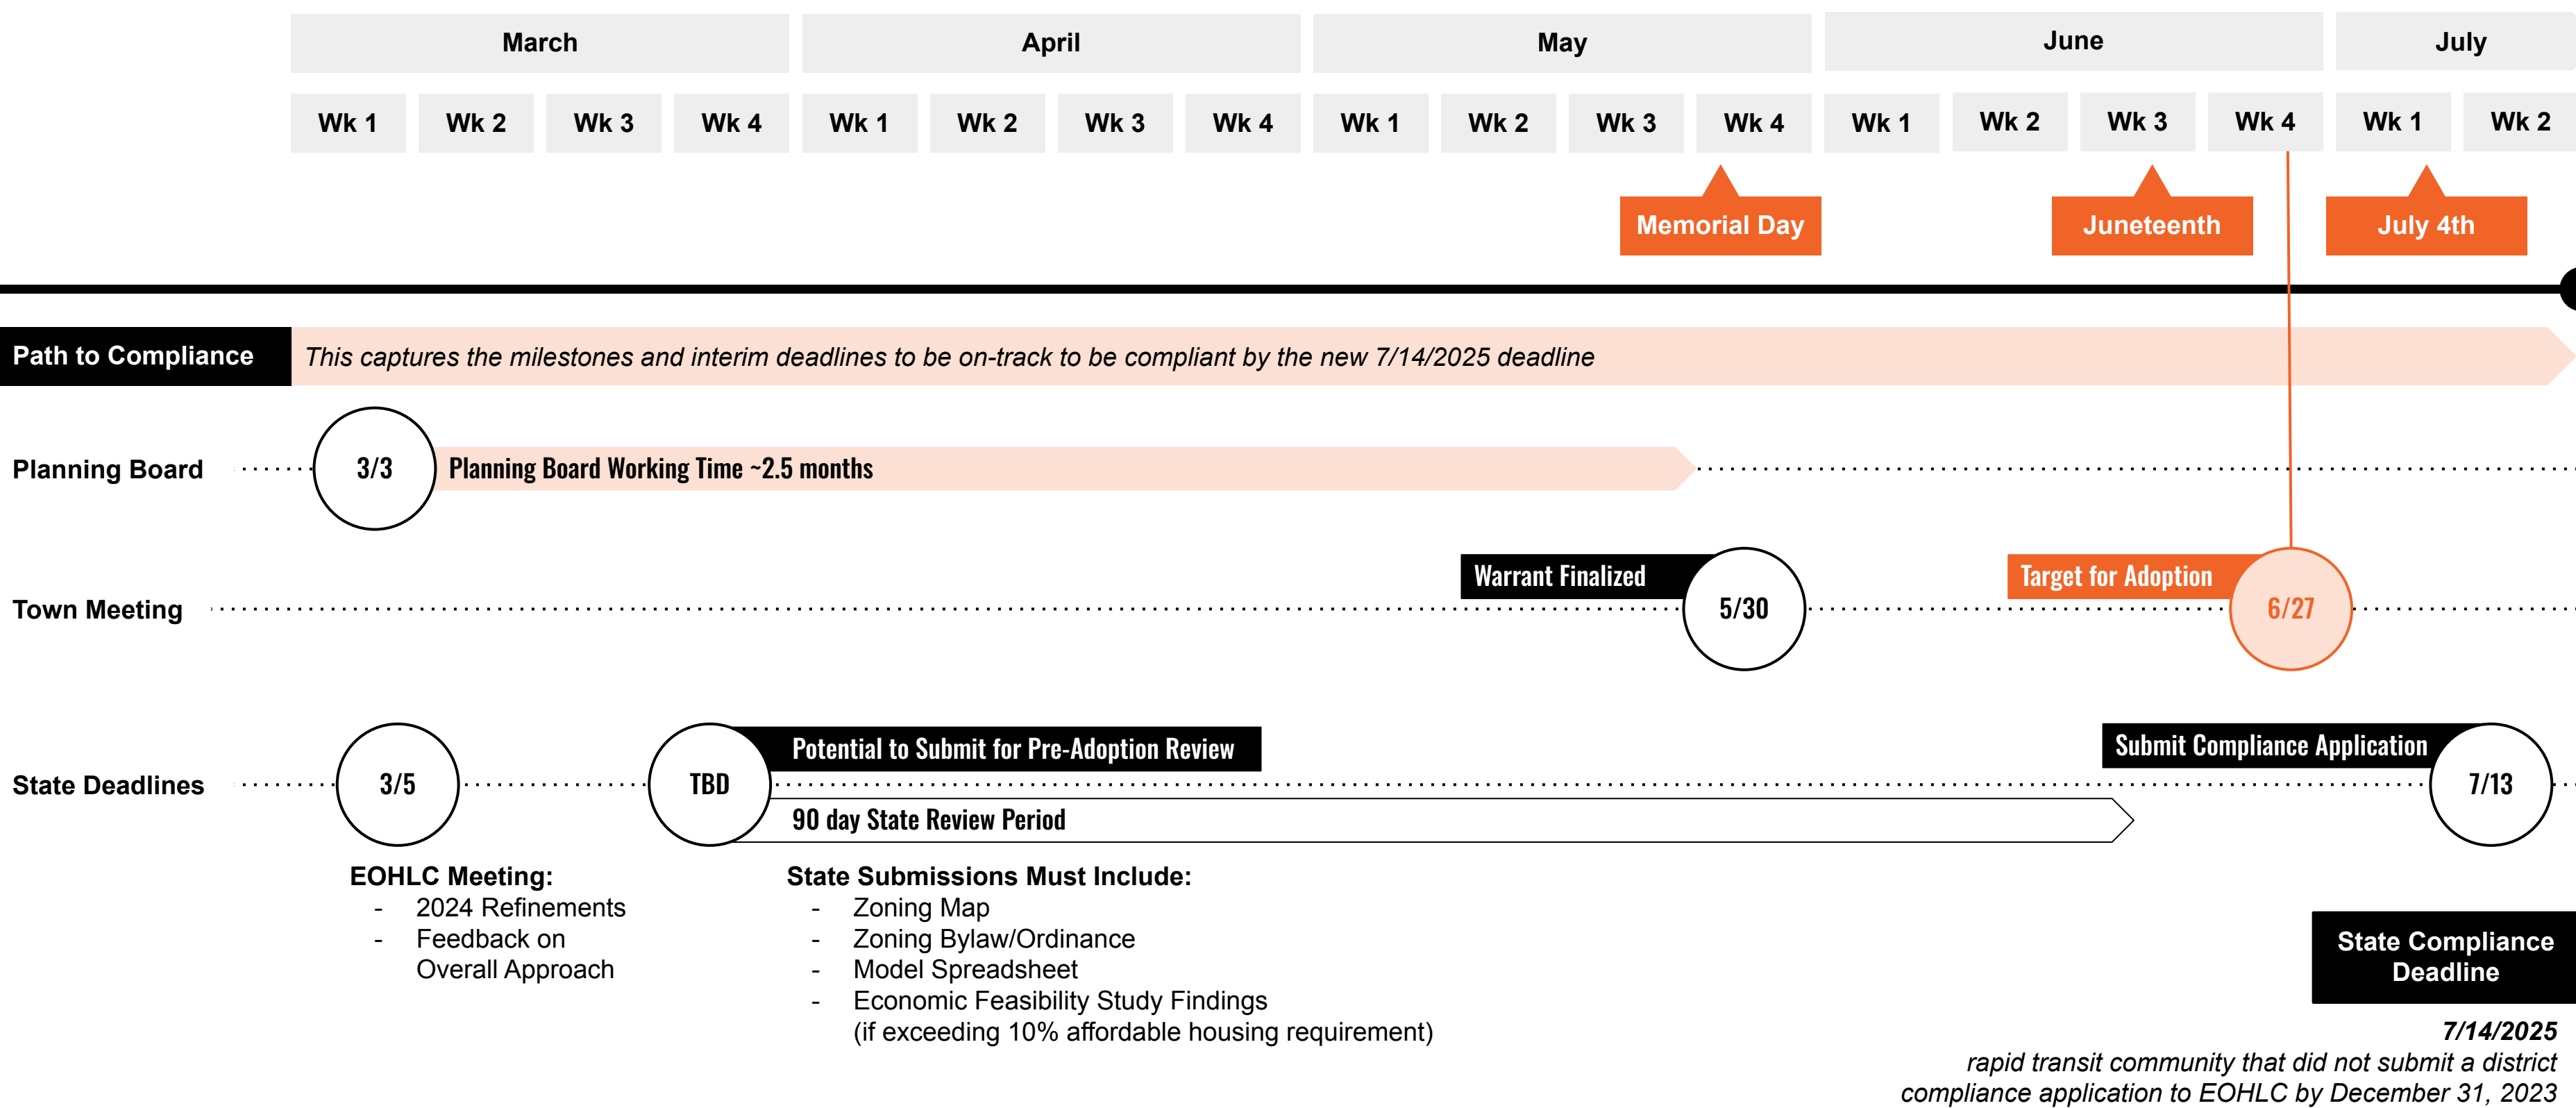 March April May June July
Wk 1 Wk 2 Wk 3 Wk 4 Wk 1 Wk 2 Wk 3 Wk 4 Wk 1 Wk 2 Wk 3 Wk 4 Wk 1 Wk 2 Wk 3 Wk 4 Wk 1 Wk 2
Memorial Day Juneteenth July 4th
Path to Compliance This captures the milestones and interim deadlines to be on-track to be compliant by the new 7/14/2025 deadline
Planning Board 3/3 Planning Board Working Time ~2.5 months
Warrant Finalized Target for Adoption
Town Meeting 5/30 6/27
Potential to Submit for Pre-Adoption Review Submit Compliance Application
State Deadlines 3/5 TBD 7/13
90 day State Review Period
EOHLC Meeting:
- 2024 Refinements
- Feedback on
Overall Approach
State Submissions Must Include:
- Zoning Map
- Zoning Bylaw/Ordinance
- Model Spreadsheet
- Economic Feasibility Study Findings
(if exceeding 10% affordable housing requirement)
State Compliance
Deadline
7/14/2025
rapid transit community that did not submit a district
compliance application to EOHLC by December 31, 2023